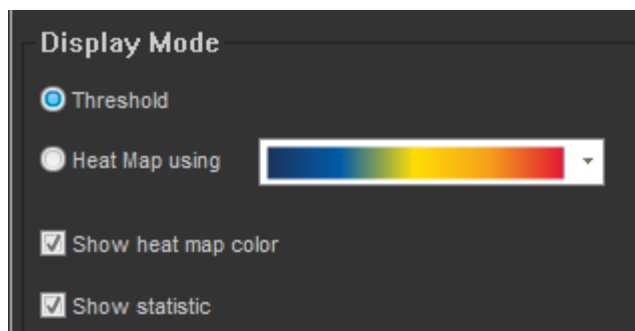 Display Mode
Threshold
Heat Map using
Show heat map color
Show statistic